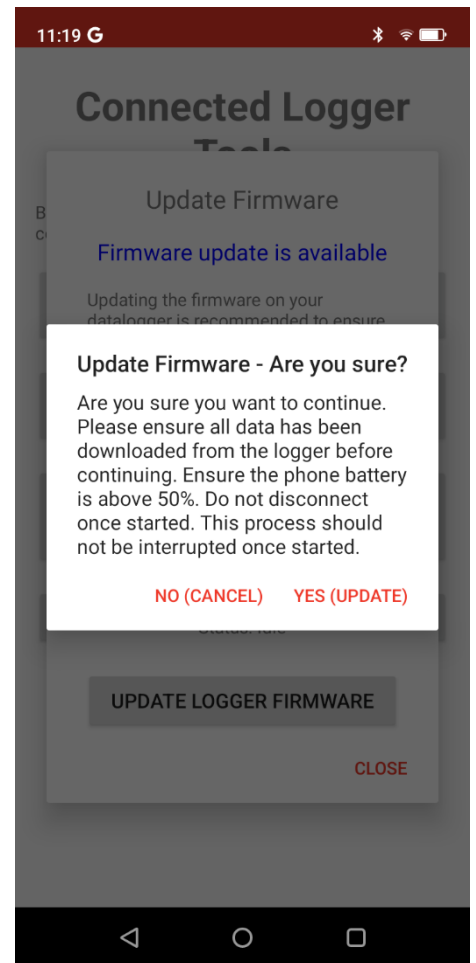 11:19 G
Connected Logger
Tools
B
c
Update Firmware
Firmware update is available
Updating the firmware on your
datalogger is recommended to ensure
Update Firmware - Are you sure?
Are you sure you want to continue.
Please ensure all data has been
downloaded from the logger before
continuing. Ensure the phone battery
is above 50%. Do not disconnect
once started. This process should
not be interrupted once started.
NO (CANCEL) YES (UPDATE)
Status: Idle
UPDATE LOGGER FIRMWARE
CLOSE